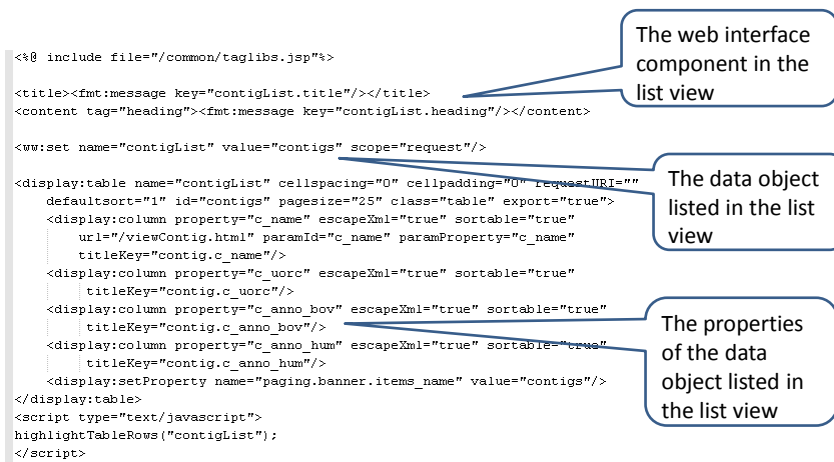 <%@ include file="/common/taglibs.jsp"%>
<title><fmt:message key="contigList.title"/></title>
<content tag="heading"><fmt:message key="contigList.heading"/></content>
<ww:set name="contigList" value="contigs" scope="request"/>
<display:table name="contigList" cellspacing="0" cellpadding="0" requestURI=""
defaultsort="1" id="contigs" pagesize="25" class="table" export="true">
<display:column property="c_name" escapeXml="true" sortable="true"
url="/viewContig.html" paramId="c_name" paramProperty="c_name"
titleKey="contig.c_name"/>
<display:column property="c_uorc" escapeXml="true" sortable="true"
titleKey="contig.c_uorc"/>
<display:column property="c_anno_bov" escapeXml="true" sortable="true"
titleKey="contig.c_anno_bov"/>
<display:column property="c_anno_hum" escapeXml="true" sortable="true"
titleKey="contig.c_anno_hum"/>
<display:setProperty name="paging.banner.items_name" value="contigs"/>
</display:table>
<script type="text/javascript">
highlightTableRows("contigList");
</script>
The web interface
component in the
list view
The data object
listed in the list
view
The properties
of the data
object listed in
the list view